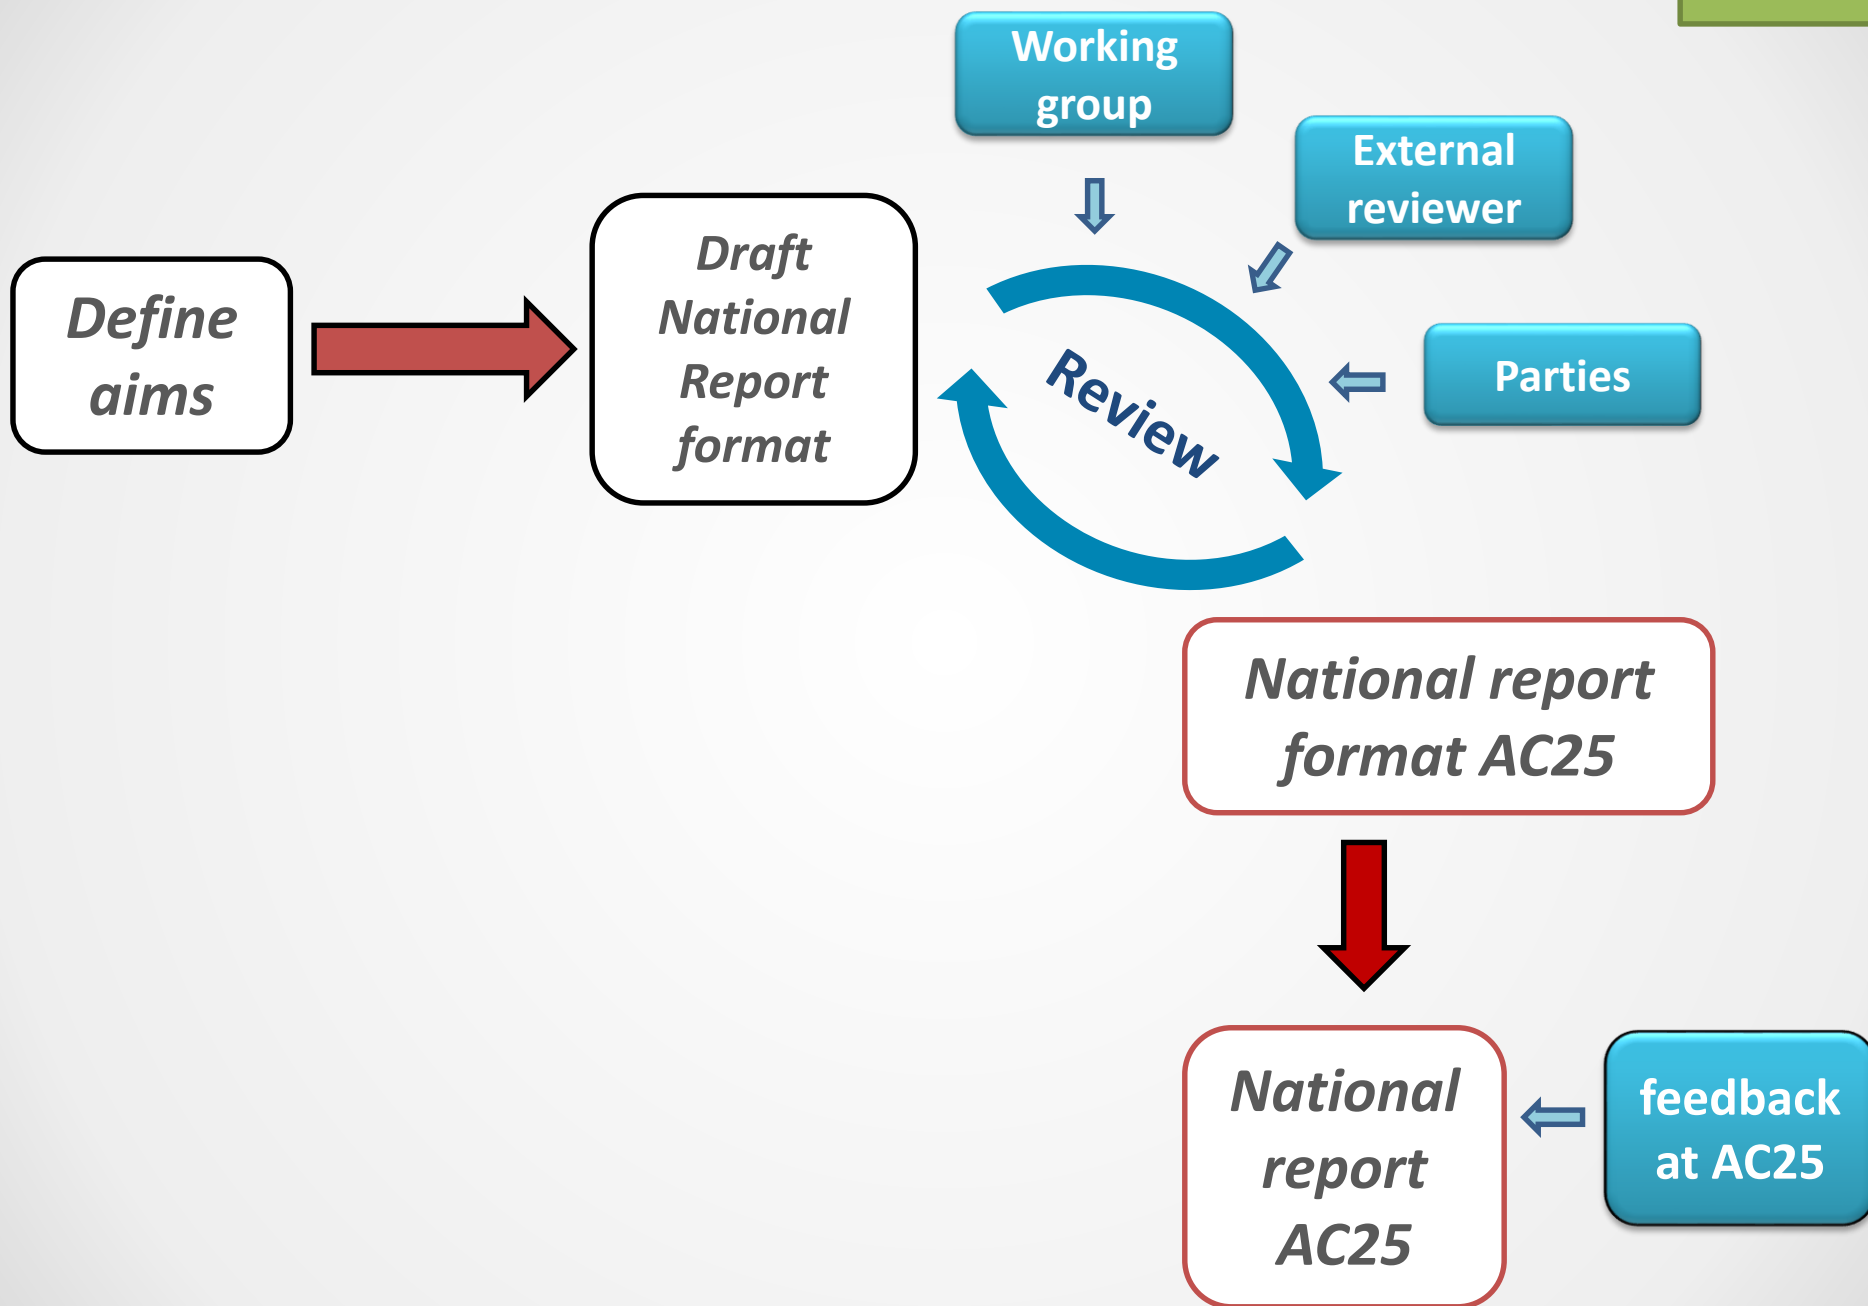 Working
group
External
reviewer
Define
aims
Draft
National
Report
format
Review
Parties
National report
format AC25
National
report
AC25
feedback
at AC25